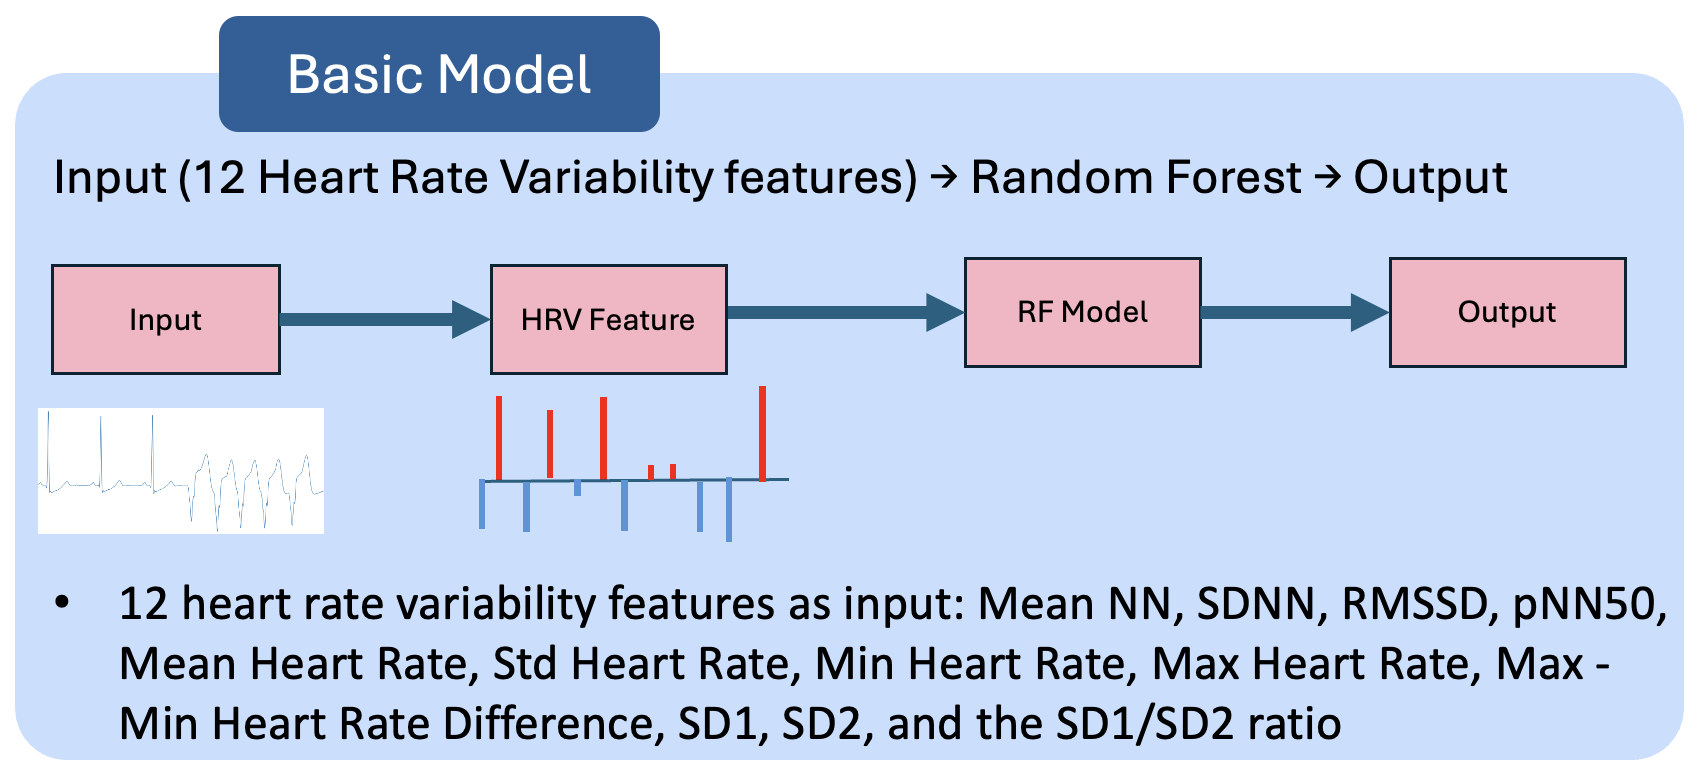 Basic Model
Input (12 Heart Rate Variability features) → Random Forest → Output
Input
HRV Feature
RF Model
Output
• 12 heart rate variability features as input: Mean NN, SDNN, RMSSD, pNN50,
Mean Heart Rate, Std Heart Rate, Min Heart Rate, Max Heart Rate, Max -
Min Heart Rate Difference, SD1, SD2, and the SD1/SD2 ratio